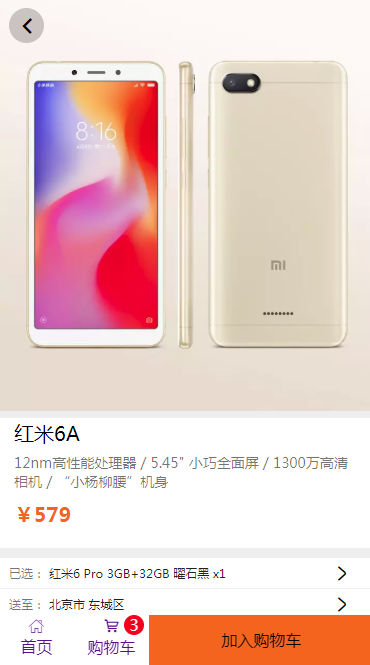 8:16
红米6A
12nm高性能处理器 / 5.45" 小巧全面屏 / 1300万高清
相机 / “小杨柳腰”机身
￥579
已选： 红米6 Pro 3GB+32GB 曜石黑 x1
送至： 北京市 东城区
首页
购物车
3
加入购物车